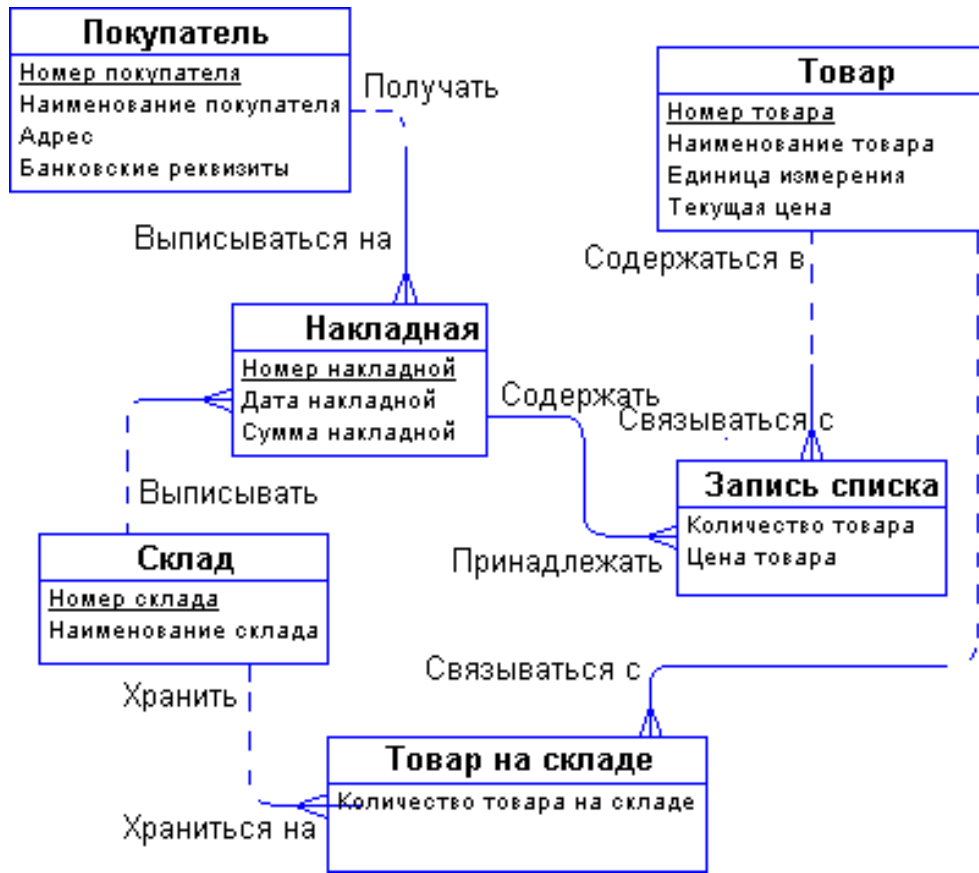 Покупатель
Номер покупателя
Наименование покупателя
Адрес
Банковские реквизиты
Получать
Товар
Номер товара
Наименование товара
Единица измерения
Текущая цена
Выписываться на
Содержаться в
Накладная
Номер накладной
Дата накладной
Сумма накладной
Содержать
Связываться с
Выписывать
Запись списка
Количество товара
Цена товара
Принадлежать
Склад
Номер склада
Наименование склада
Хранить
Связываться с
Товар на складе
Количество товара на складе
Храниться на